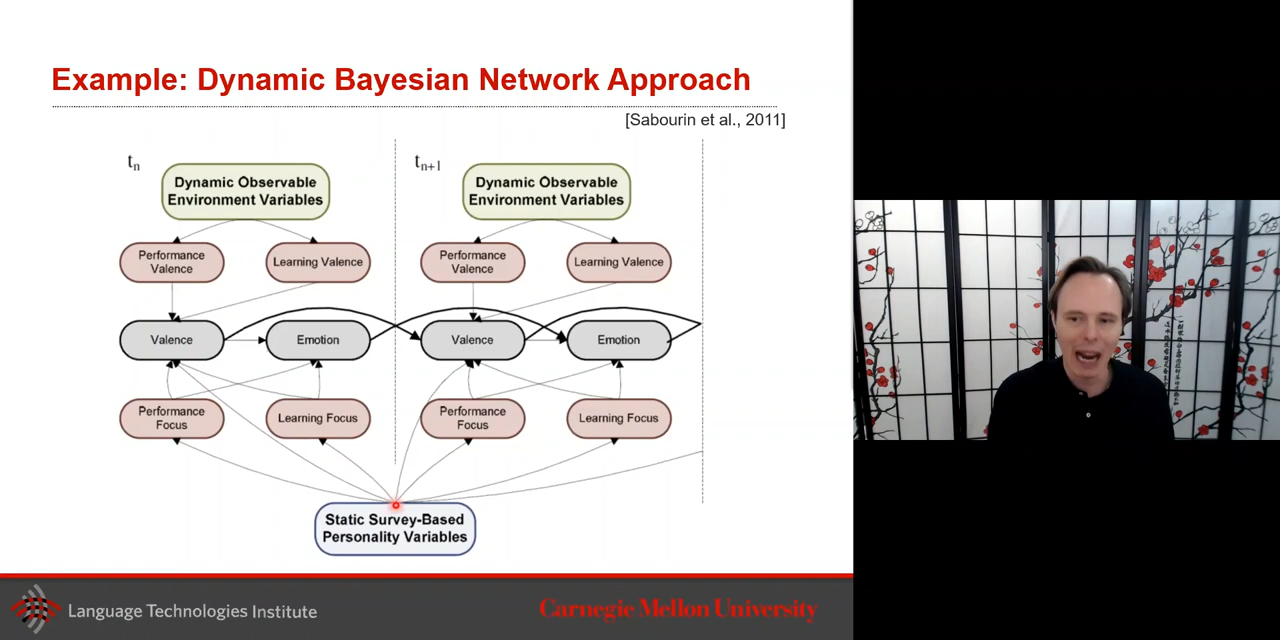 Example: Dynamic Bayesian Network Approach
[Sabourin et al., 2011]
tn
tn+1
Dynamic Observable
Environment Variables
Dynamic Observable
Environment Variables
Performance
Valence
Learning Valence
Performance
Valence
Learning Valence
Valence
Emotion
Valence
Emotion
Performance
Focus
Learning Focus
Performance
Focus
Learning Focus
Static Survey-Based
Personality Variables
Language Technologies Institute
Carnegie Mellon University